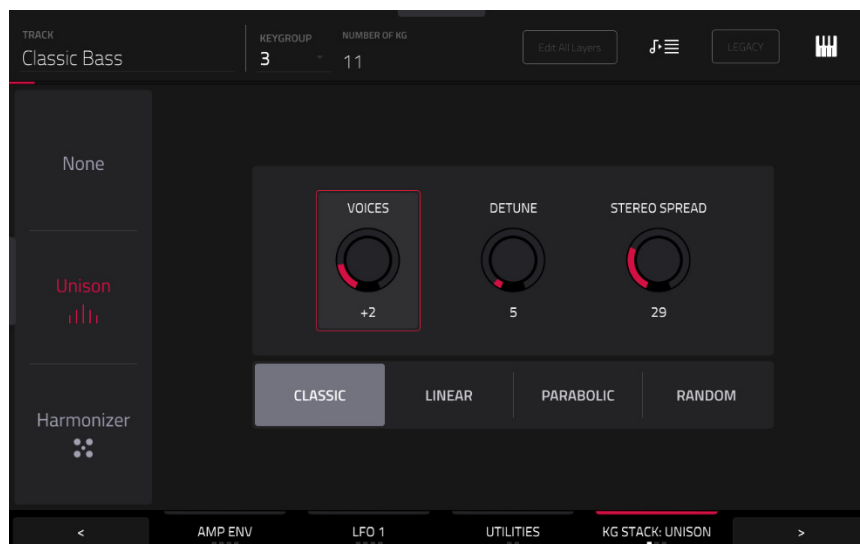 TRACK KEYGROUP NUMBER OF KG
Classic Bass 3 11 Edit All Layers LEGACY
None
VOICES DETUNE STEREO SPREAD
Unison
+2 5 29
CLASSIC LINEAR PARABOLIC RANDOM
Harmonizer
< AMP ENV LFO 1 UTILITIES KG STACK: UNISON >